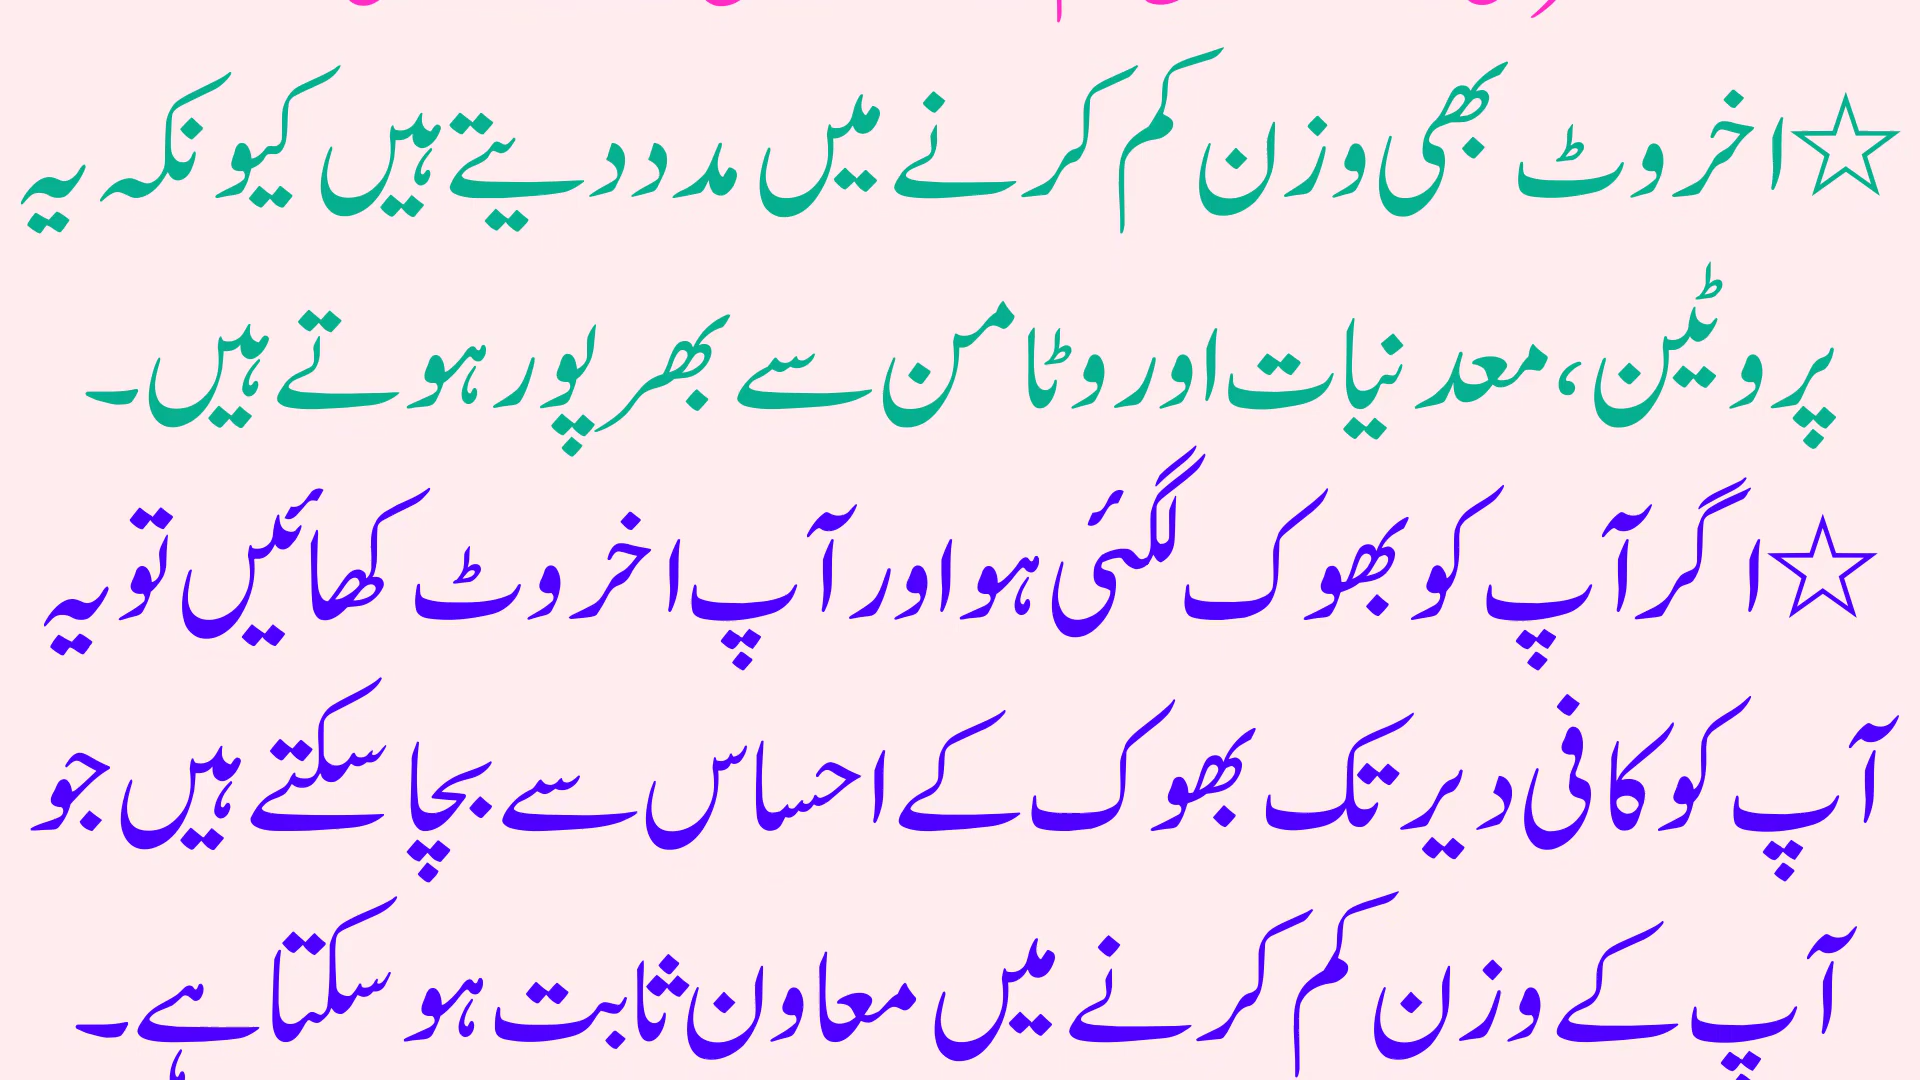 ☆اخروٹ بھی وزن کم کرنے میں مدد دیتے ہیں کیونکہ یہ
پروٹین، معدنیات اور وٹامن سے بھرپور ہوتے ہیں۔
☆اگر آپ کو بھوک لگئی ہو اور آپ اخروٹ کھائیں تو یہ
آپ کو کافی دیر تک بھوک کے احساس سے بچا سکتے ہیں جو
آپ کے وزن کم کرنے میں معاون ثابت ہو سکتا ہے۔